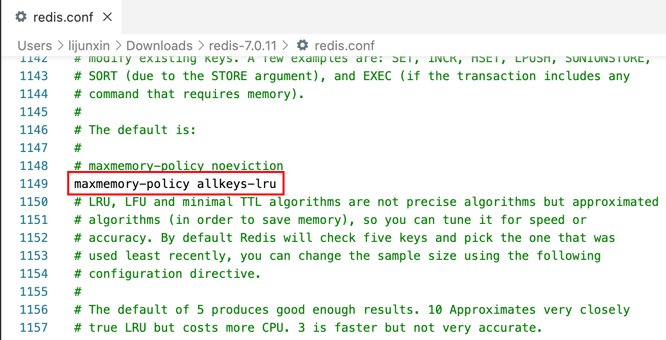 redis.conf ×
Users > lijunxin > Downloads > redis-7.0.11 > redis.conf
1142 # modify existing keys. A few examples are: SET, INCR, HSET, LPUSH, SUNIONSTORE,
1143 # SORT (due to the STORE argument), and EXEC (if the transaction includes any
1144 # command that requires memory).
1145 #
1146 # The default is:
1147 #
1148 # maxmemory-policy noeviction
1149 maxmemory-policy allkeys-lru
1150 # LRU, LFU and minimal TTL algorithms are not precise algorithms but approximated
1151 # algorithms (in order to save memory), so you can tune it for speed or
1152 # accuracy. By default Redis will check five keys and pick the one that was
1153 # used least recently, you can change the sample size using the following
1154 # configuration directive.
1155 #
1156 # The default of 5 produces good enough results. 10 Approximates very closely
1157 # true LRU but costs more CPU. 3 is faster but not very accurate.